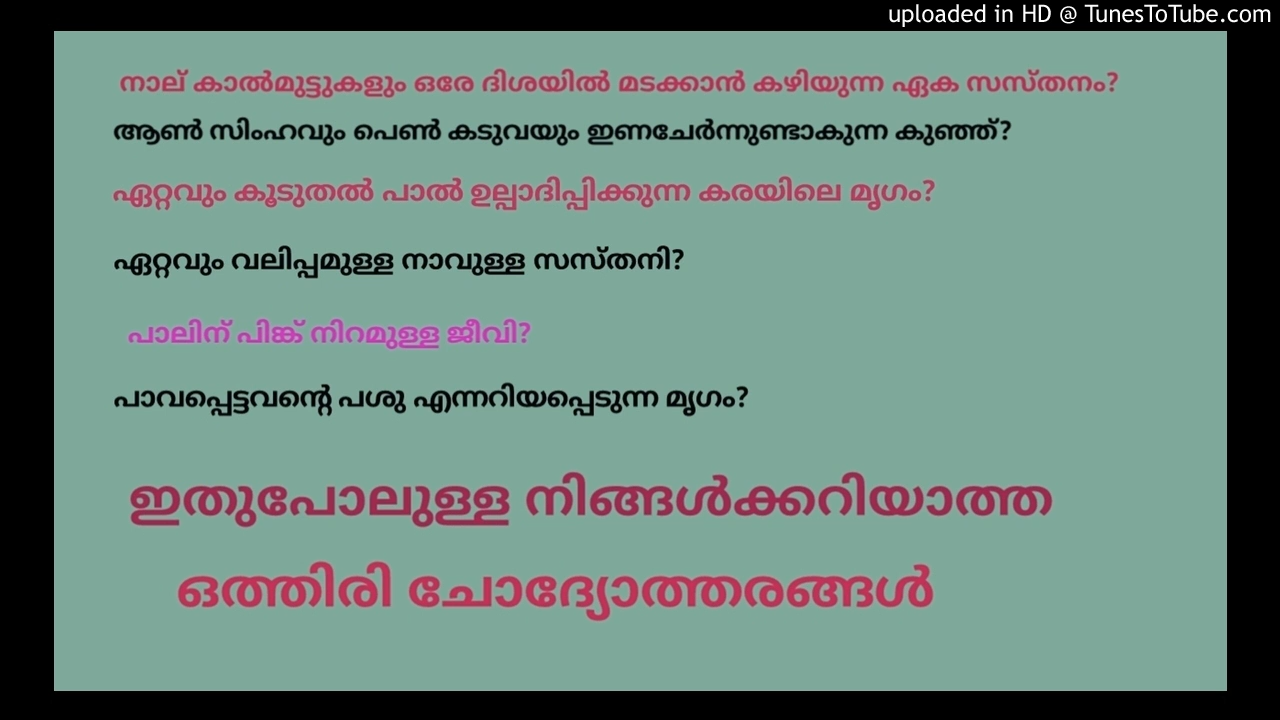 uploaded in HD @ TunesToTube.com
നാല് കാൽമുട്ടുകളും ഒരേ ദിശയിൽ മടക്കാൻ കഴിയുന്ന ഏക സസ്തനം?
ആൺ സിംഹവും പെൺ കടുവയും ഇണചേർന്നുണ്ടാകുന്ന കുഞ്ഞ്?
ഏറ്റവും കൂടുതൽ പാൽ ഉല്പാദിപ്പിക്കുന്ന കരയിലെ മൃഗം?
ഏറ്റവും വലിപ്പമുള്ള നാവുള്ള സസ്തനി?
പാലിന് പിങ്ക് നിറമുള്ള ജീവി?
പാവപ്പെട്ടവന്റെ പശു എന്നറിയപ്പെടുന്ന മൃഗം?
ഇതുപോലുള്ള നിങ്ങൾക്കറിയാത്ത
ഒത്തിരി ചോദ്യോത്തരങ്ങൾ